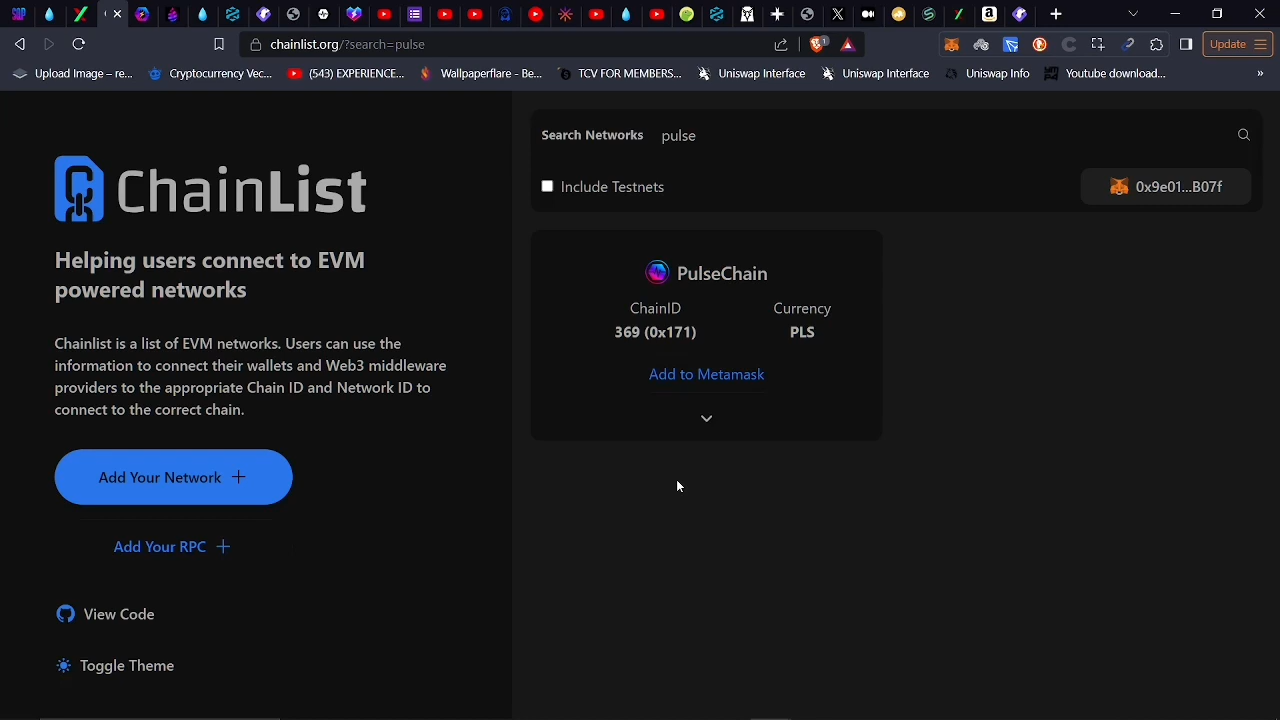 chainlist.org/?search=pulse
1
Update
Upload Image – re...
Cryptocurrency Vec...
(543) EXPERIENCE...
Wallpaperflare - Be...
TCV FOR MEMBERS...
Uniswap Interface
Uniswap Interface
Uniswap Info
Youtube download...
»
ChainList
Helping users connect to EVM
powered networks
Chainlist is a list of EVM networks. Users can use the
information to connect their wallets and Web3 middleware
providers to the appropriate Chain ID and Network ID to
connect to the correct chain.
Add Your Network +
Add Your RPC +
View Code
Toggle Theme
Search Networks pulse
Include Testnets
0x9e01...B07f
PulseChain
ChainID Currency
369 (0x171) PLS
Add to Metamask